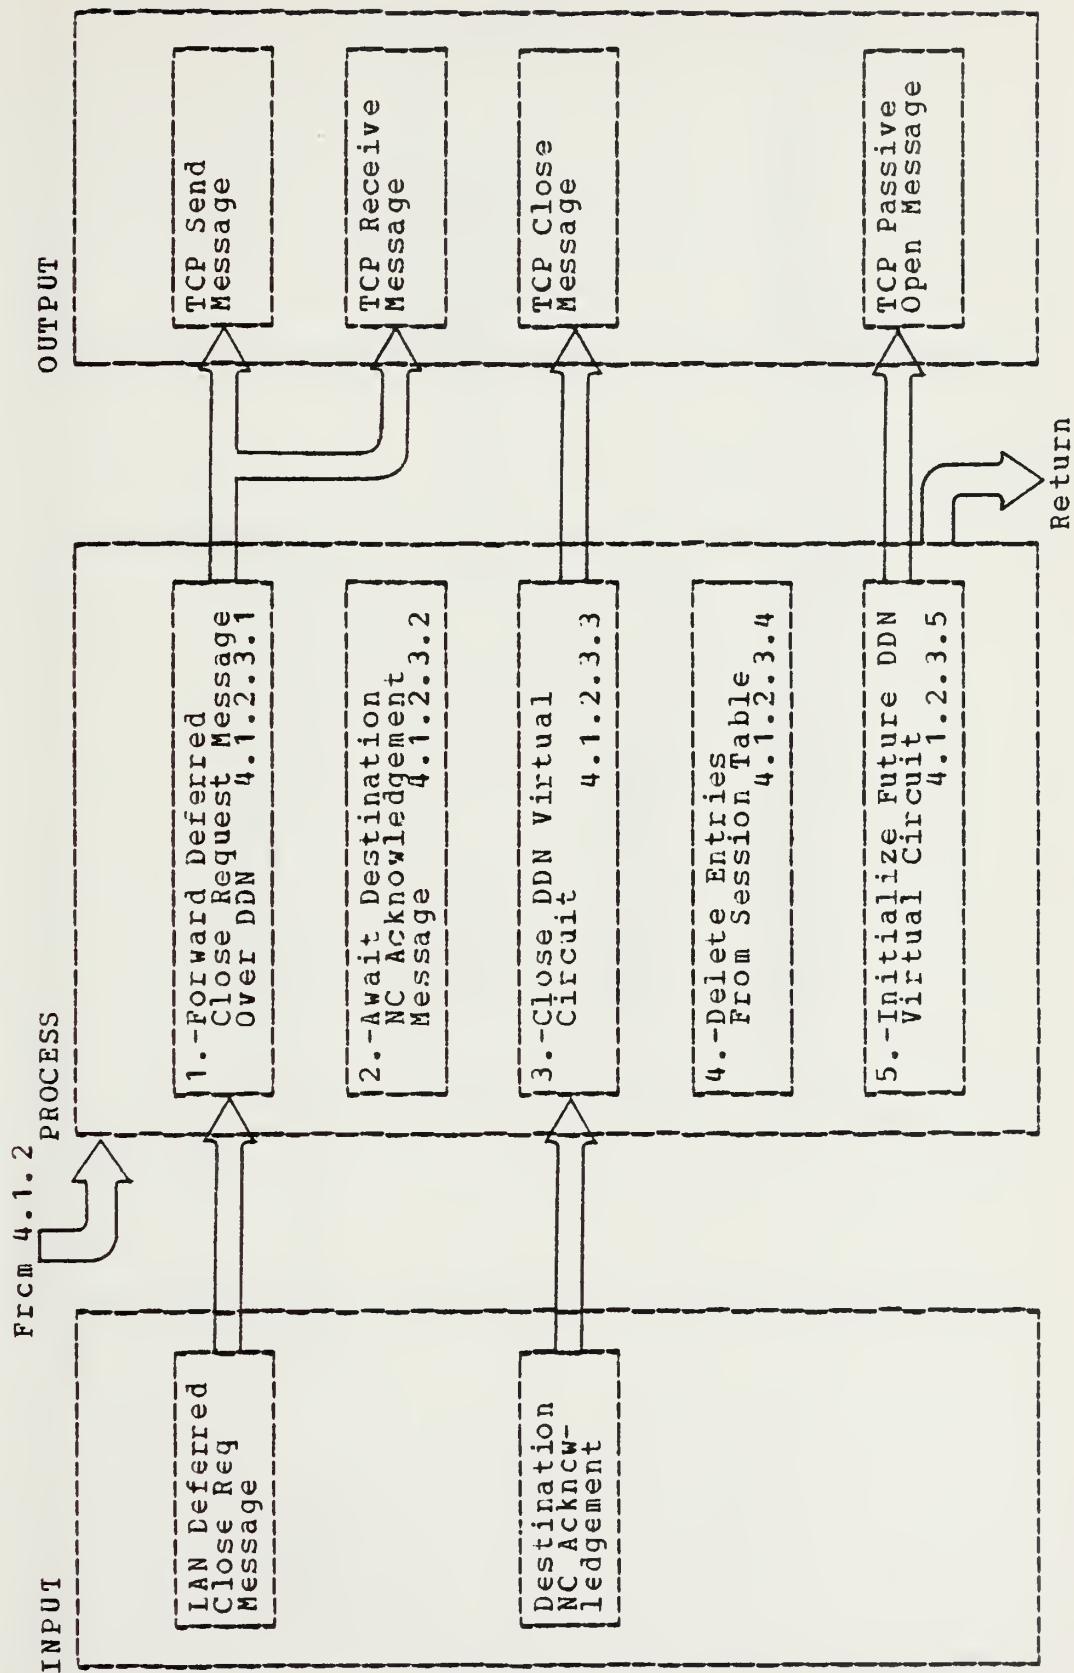 From 4.1.2
INPUT
PROCESS
OUTPUT
LAN Deferred
Close Req
Message
Destination
NC Acknow-
ledgement
1.-Forward Deferred
Close Request Message
Over DDN 4.1.2.3.1
2.-Await Destination
NC Acknowledgement
Message 4.1.2.3.2
3.-Close DDN Virtual
Circuit 4.1.2.3.3
4.-Delete Entries
From Session Table
4.1.2.3.4
5.-Initialize Future DDN
Virtual Circuit
4.1.2.3.5
TCP Send
Message
TCP Receive
Message
TCP Close
Message
TCP Passive
Open Message
Return